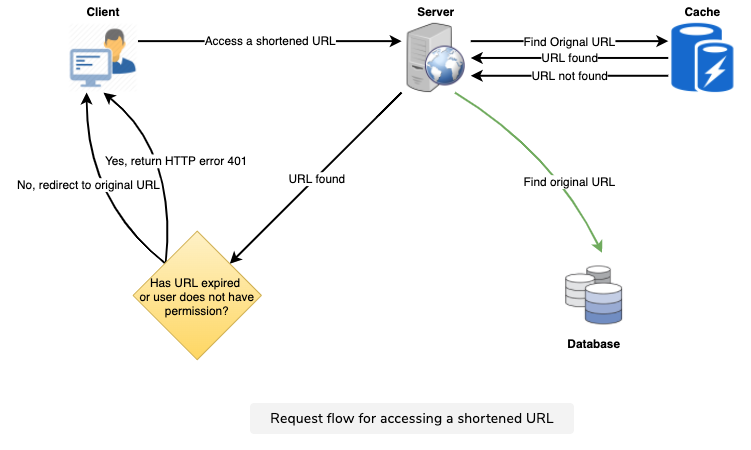 Client
Server
Cache
Access a shortened URL
Find Orignal URL
URL found
URL not found
Yes, return HTTP error 401
No, redirect to original URL
URL found
Find original URL
Has URL expired
or user does not have
permission?
Database
Request flow for accessing a shortened URL